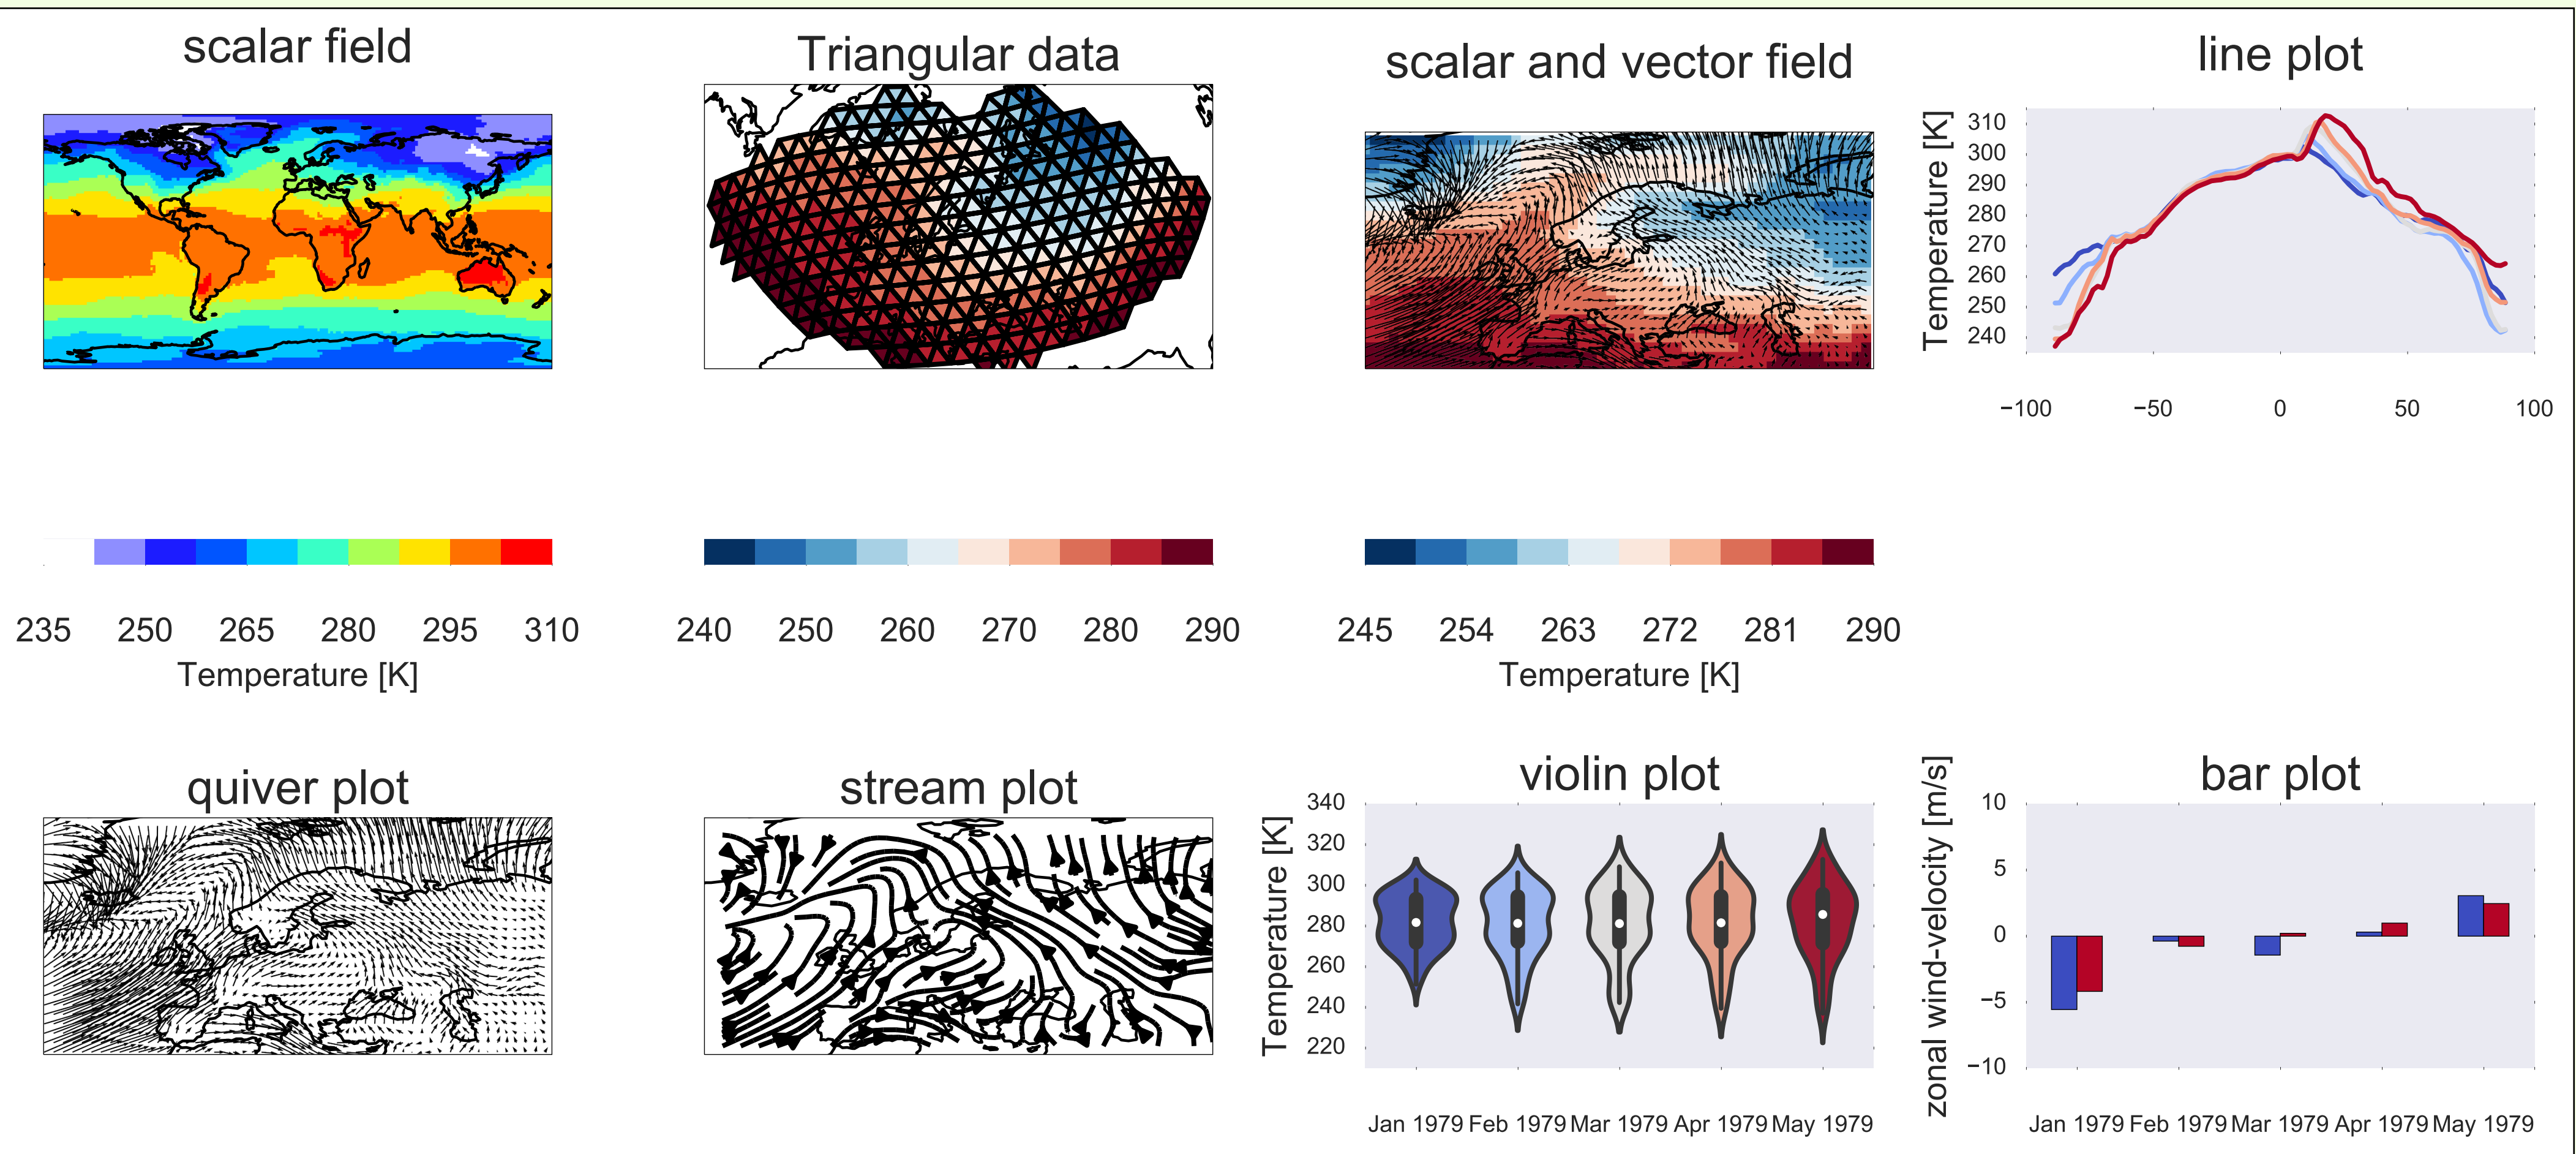 scalar field
Triangular data
scalar and vector field
line plot
Temperature [K]
310
300
290
280
270
260
250
240
−100 −50 0 50 100
235 250 265 280 295 310
Temperature [K]
240 250 260 270 280 290
245 254 263 272 281 290
Temperature [K]
quiver plot
stream plot
violin plot
Temperature [K]
340
320
300
280
260
240
220
Jan 1979 Feb 1979 Mar 1979 Apr 1979 May 1979
bar plot
zonal wind-velocity [m/s]
10
5
0
−5
−10
Jan 1979 Feb 1979 Mar 1979 Apr 1979 May 1979